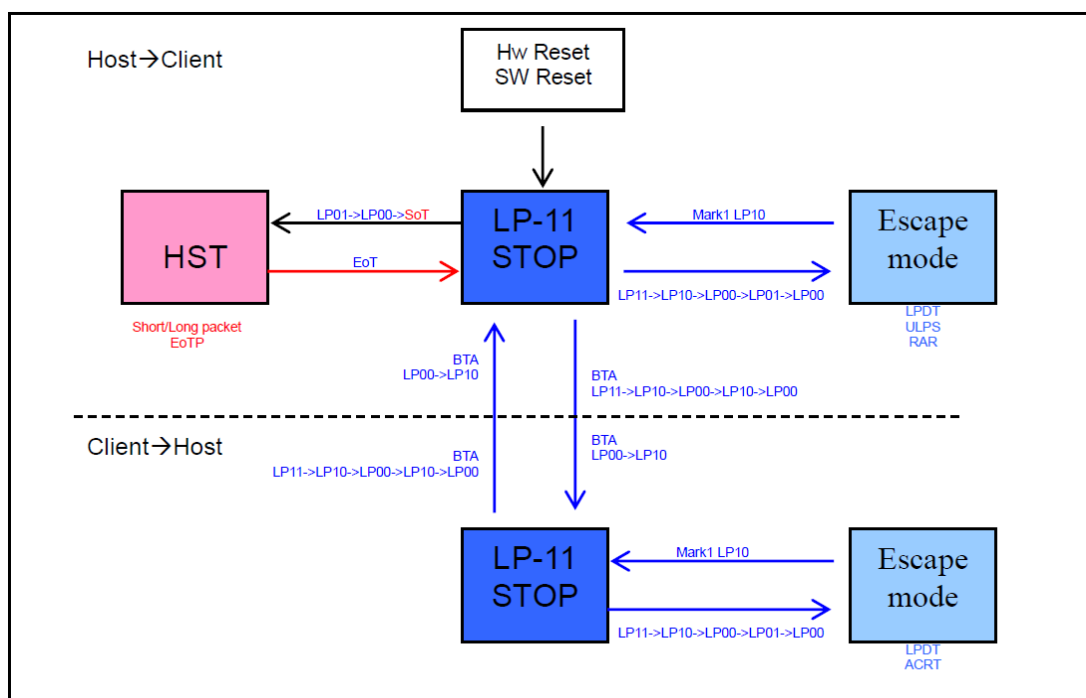 Host→Client
Hw Reset
SW Reset
LP01->LP00->SoT
HST
EoT
Short/Long packet
EoTP
LP-11
STOP
Mark1 LP10
LP11->LP10->LP00->LP01->LP00
Escape
mode
LPDT
ULPS
RAR
BTA
LP00->LP10
BTA
LP11->LP10->LP00->LP10->LP00
Client→Host
BTA
LP11->LP10->LP00->LP10->LP00
BTA
LP00->LP10
LP-11
STOP
Mark1 LP10
LP11->LP10->LP00->LP01->LP00
Escape
mode
LPDT
ACRT